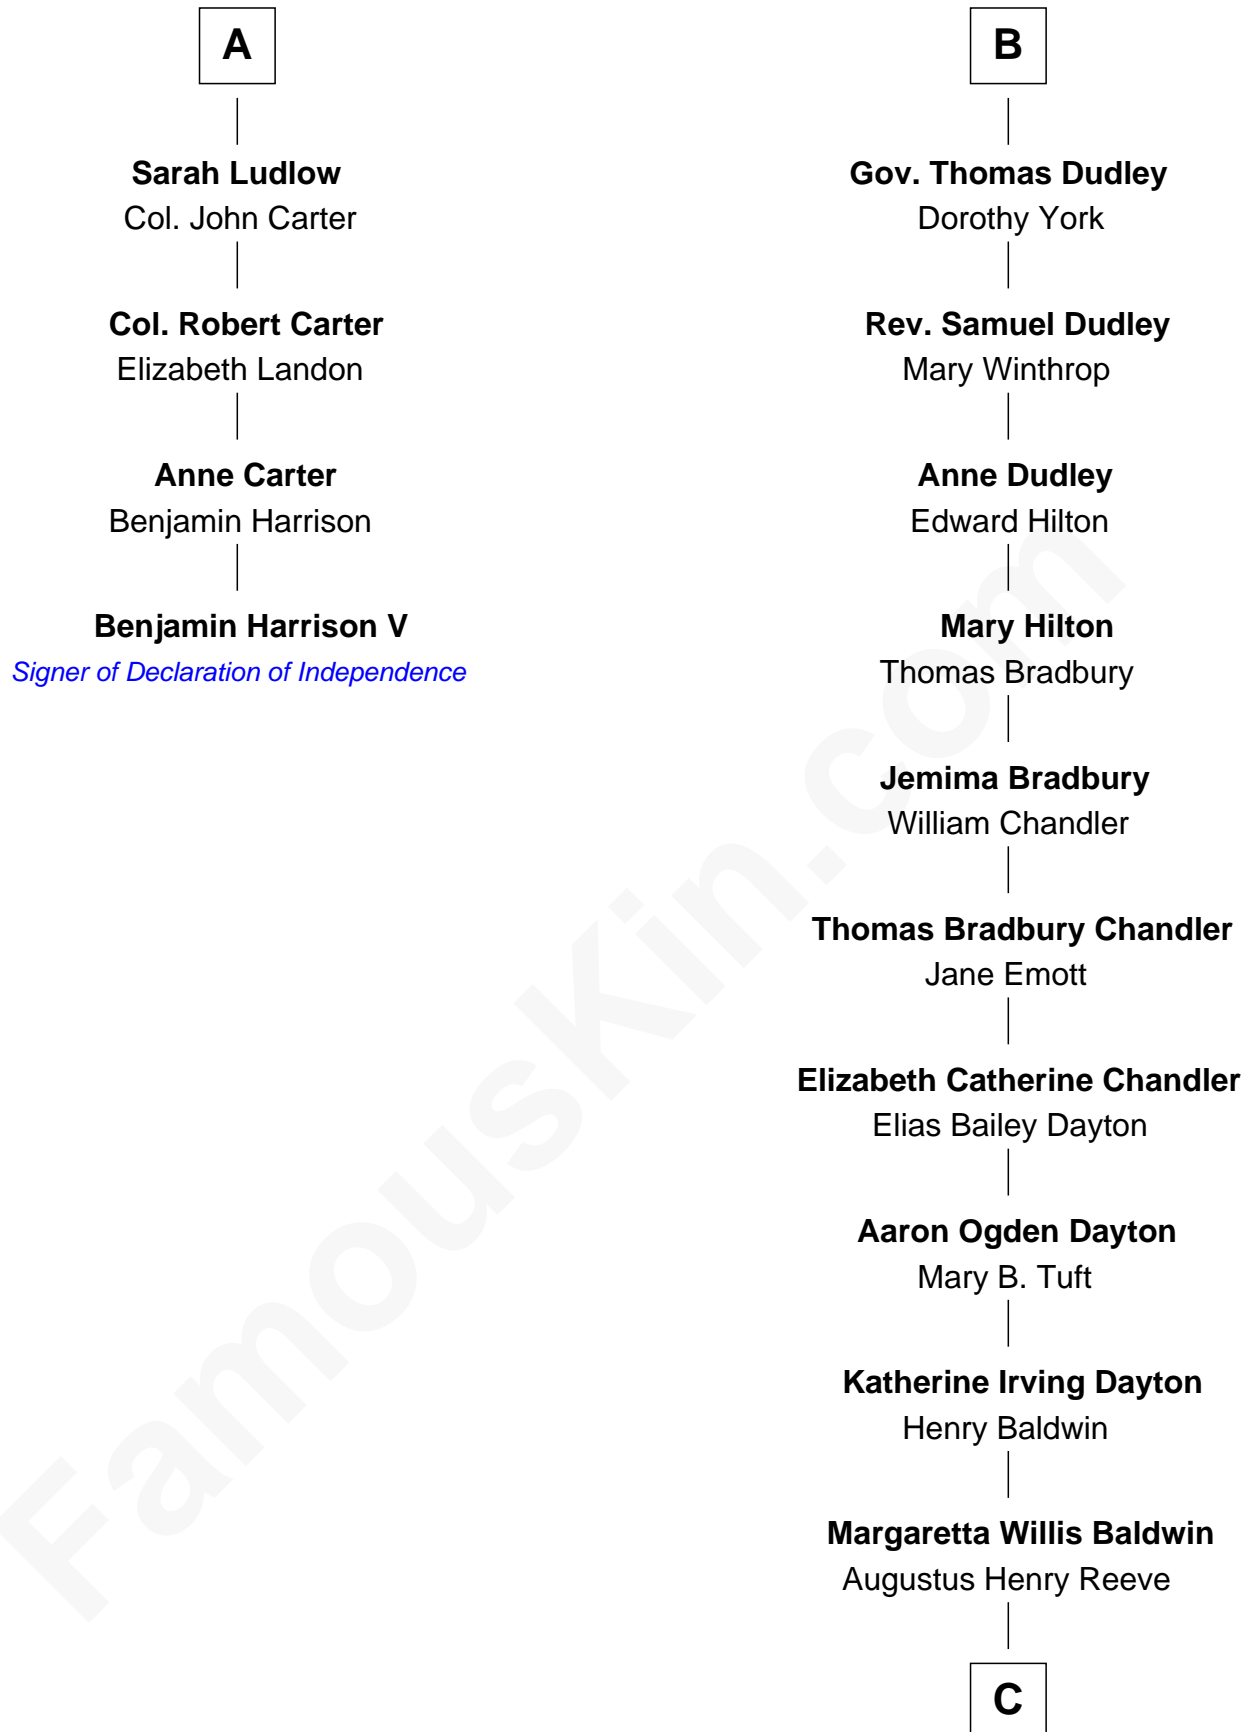 A
Sarah Ludlow
Col. John Carter
Col. Robert Carter
Elizabeth Landon
Anne Carter
Benjamin Harrison
Benjamin Harrison V
Signer of Declaration of Independence
B
Gov. Thomas Dudley
Dorothy York
Rev. Samuel Dudley
Mary Winthrop
Anne Dudley
Edward Hilton
Mary Hilton
Thomas Bradbury
Jemima Bradbury
William Chandler
Thomas Bradbury Chandler
Jane Emott
Elizabeth Catherine Chandler
Elias Bailey Dayton
Aaron Ogden Dayton
Mary B. Tuft
Katherine Irving Dayton
Henry Baldwin
Margaretta Willis Baldwin
Augustus Henry Reeve
C
FamousKin.com